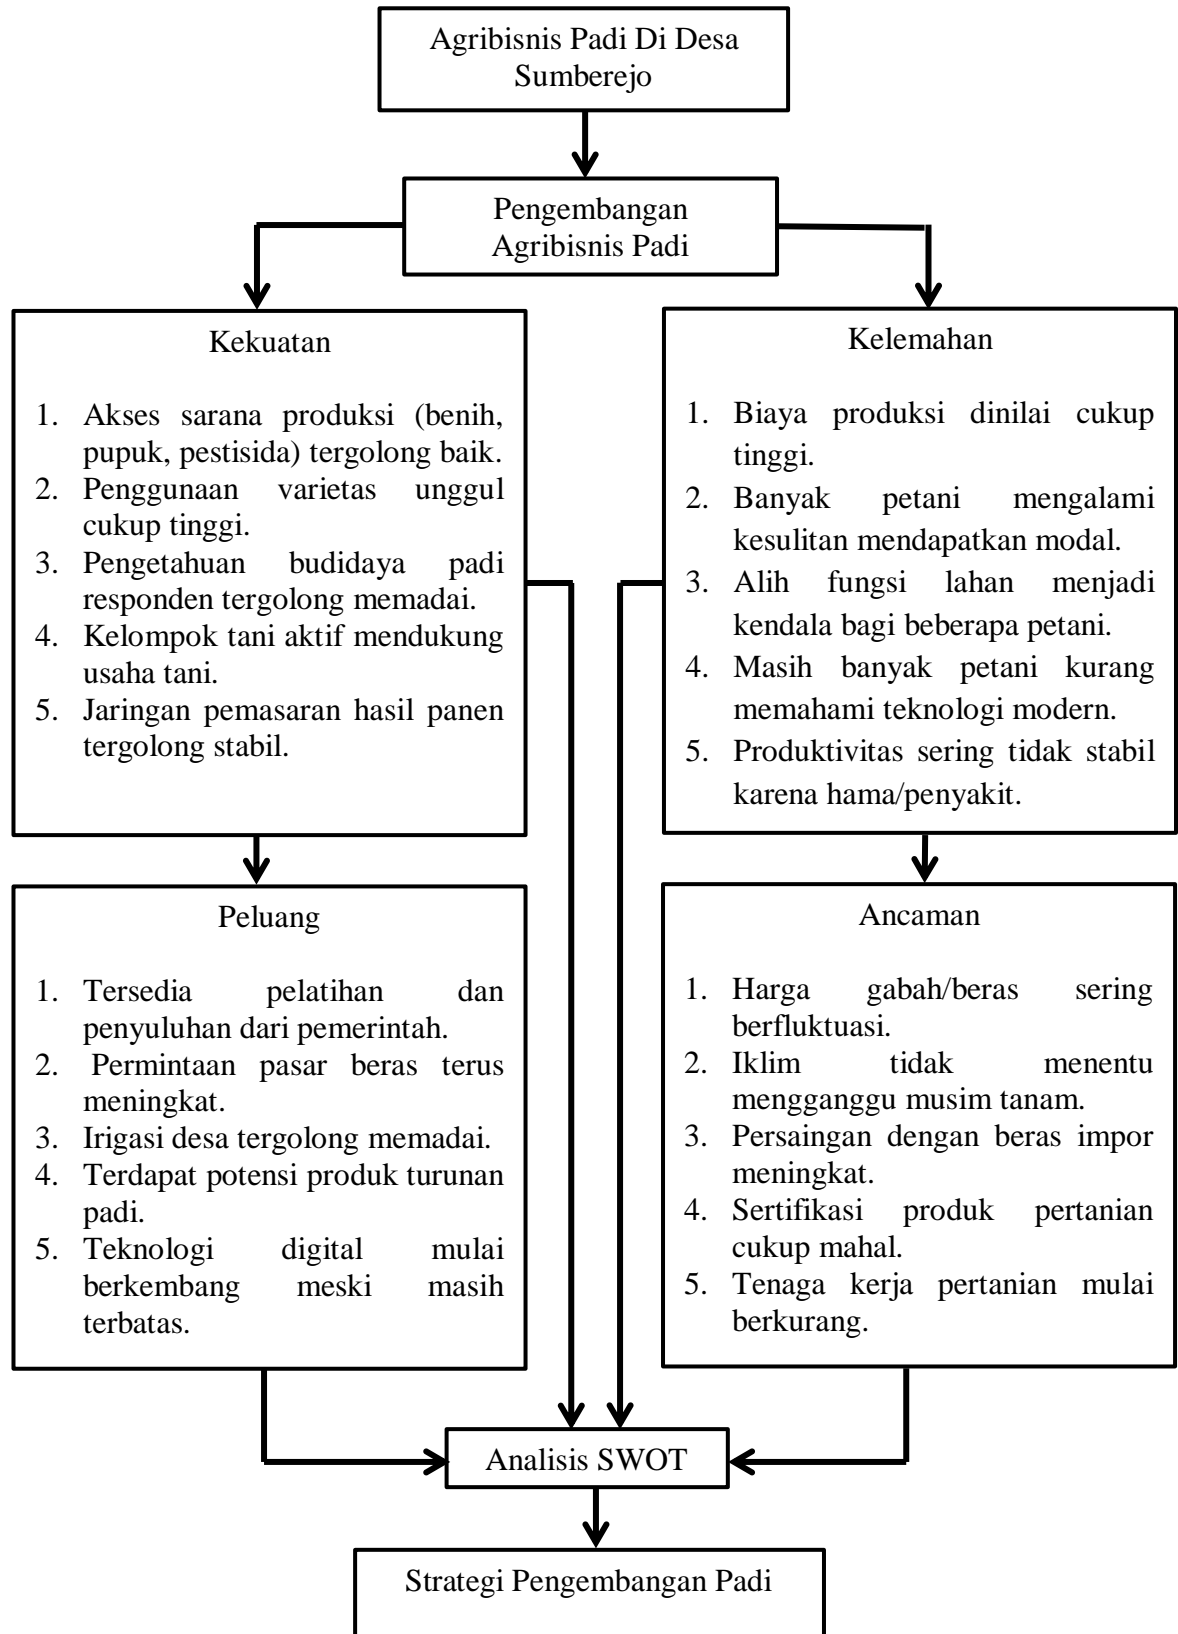 Agribisnis Padi Di Desa
Sumberejo
Pengembangan
Agribisnis Padi
Kekuatan
1. Akses sarana produksi (benih,
pupuk, pestisida) tergolong baik.
2. Penggunaan varietas unggul
cukup tinggi.
3. Pengetahuan budidaya padi
responden tergolong memadai.
4. Kelompok tani aktif mendukung
usaha tani.
5. Jaringan pemasaran hasil panen
tergolong stabil.
Kelemahan
1. Biaya produksi dinilai cukup
tinggi.
2. Banyak petani mengalami
kesulitan mendapatkan modal.
3. Alih fungsi lahan menjadi
kendala bagi beberapa petani.
4. Masih banyak petani kurang
memahami teknologi modern.
5. Produktivitas sering tidak stabil
karena hama/penyakit.
Peluang
1. Tersedia pelatihan dan
penyuluhan dari pemerintah.
2. Permintaan pasar beras terus
meningkat.
3. Irigasi desa tergolong memadai.
4. Terdapat potensi produk turunan
padi.
5. Teknologi digital mulai
berkembang meski masih
terbatas.
Ancaman
1. Harga gabah/beras sering
berfluktuasi.
2. Iklim tidak menentu
mengganggu musim tanam.
3. Persaingan dengan beras impor
meningkat.
4. Sertifikasi produk pertanian
cukup mahal.
5. Tenaga kerja pertanian mulai
berkurang.
Analisis SWOT
Strategi Pengembangan Padi